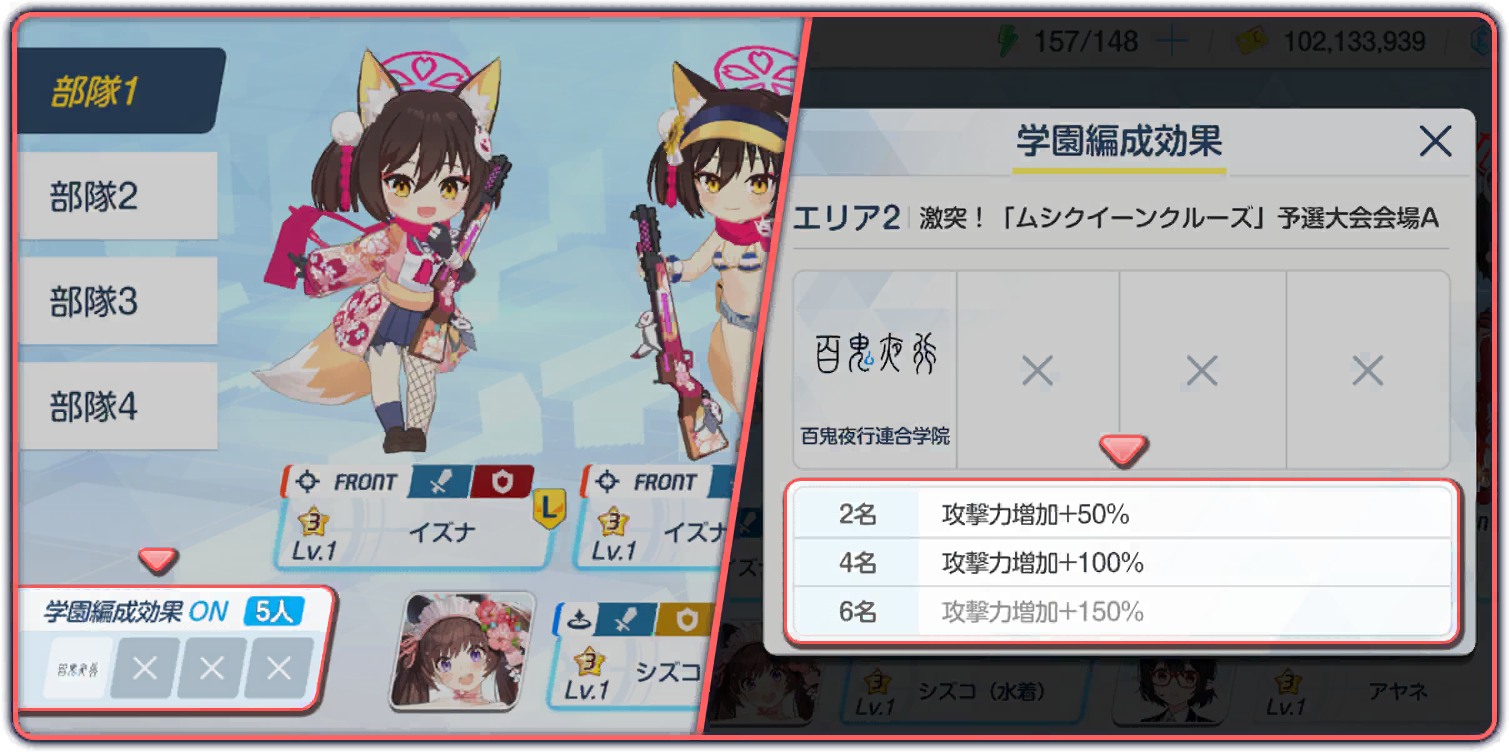 部隊1
部隊2
部隊3
部隊4
FRONT
3
Lv.1
イズナ
L
FRONT
3
Lv.1
イズナ
学園編成効果 ON 5人
百鬼夜行
3
Lv.1
シズコ
157/148
102,133,939
学園編成効果
エリア2 激突！「ムシクイーンクルーズ」予選大会会場A
百鬼夜行
百鬼夜行連合学院
2名 攻撃力増加+50%
4名 攻撃力増加+100%
6名 攻撃力増加+150%
3
Lv.1
シズコ（水着）
3
Lv.1
アヤネ